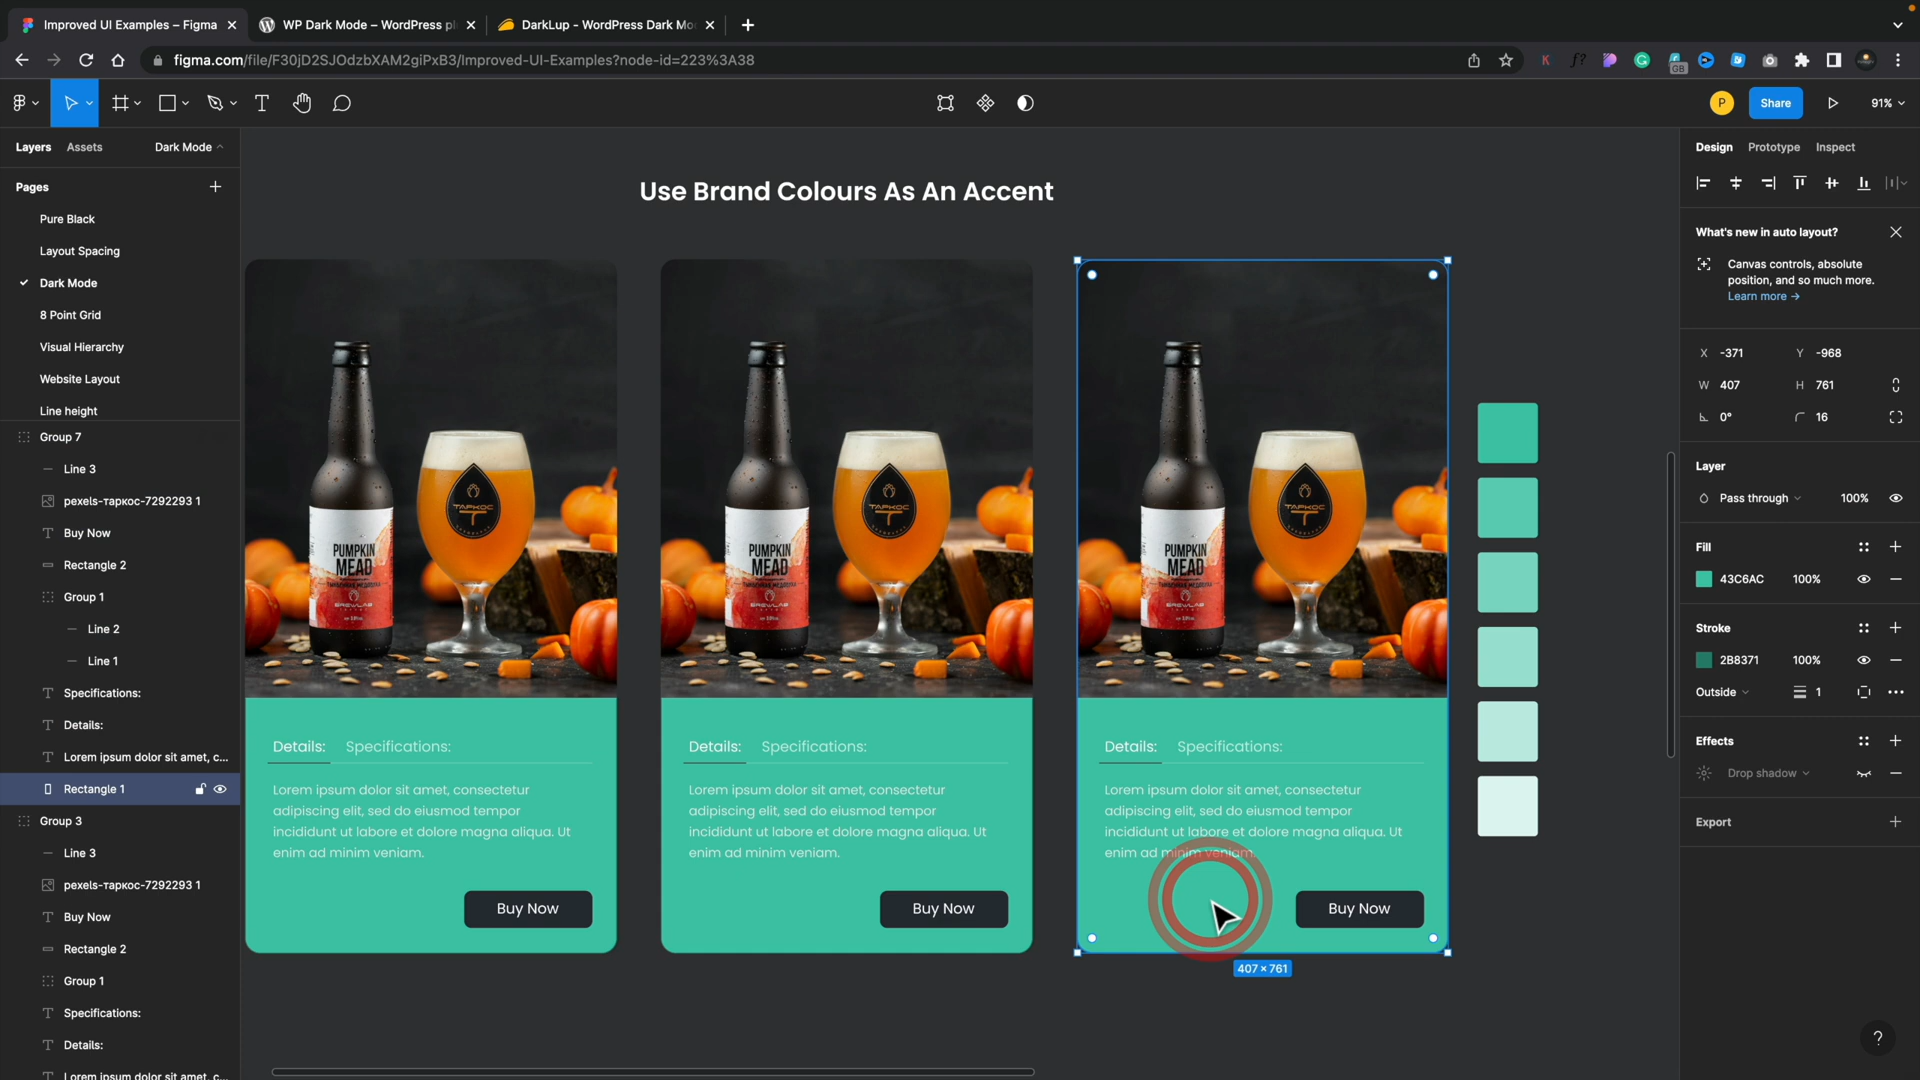 Improved UI Examples – Figma
WP Dark Mode – WordPress pl
DarkLup - WordPress Dark Mo
figma.com/file/F30jD2SJOdzbXAM2giPxB3/Improved-UI-Examples?node-id=223%3A38
GB
P
Share
91%
Layers
Assets
Dark Mode
Design
Prototype
Inspect
Pages
Pure Black
Layout Spacing
Dark Mode
8 Point Grid
Visual Hierarchy
Website Layout
Line height
Group 7
Line 3
pexels-таркос-7292293 1
Buy Now
Rectangle 2
Group 1
Line 2
Line 1
Specifications:
Details:
Lorem ipsum dolor sit amet, c...
Rectangle 1
Group 3
Line 3
pexels-таркос-7292293 1
Buy Now
Rectangle 2
Group 1
Specifications:
Details:
Lorem ipsum dolor sit amet, c...
Use Brand Colours As An Accent
ТАРКОС
PUMPKIN
MEAD
BREWLAB
Details: Specifications:
Lorem ipsum dolor sit amet, consectetur
adipiscing elit, sed do eiusmod tempor
incididunt ut labore et dolore magna aliqua. Ut
enim ad minim veniam.
Buy Now
ТАРКОС
PUMPKIN
MEAD
BREWLAB
Details: Specifications:
Lorem ipsum dolor sit amet, consectetur
adipiscing elit, sed do eiusmod tempor
incididunt ut labore et dolore magna aliqua. Ut
enim ad minim veniam.
Buy Now
ТАРКОС
PUMPKIN
MEAD
BREWLAB
Details: Specifications:
Lorem ipsum dolor sit amet, consectetur
adipiscing elit, sed do eiusmod tempor
incididunt ut labore et dolore magna aliqua. Ut
enim ad minim veniam.
Buy Now
407 × 761
What's new in auto layout?
Canvas controls, absolute
position, and so much more.
Learn more →
X -371 Y -968
W 407 H 761
0° 16
Layer
Pass through 100%
Fill
43C6AC 100%
Stroke
2B8371 100%
Outside 1
Effects
Drop shadow
Export
?